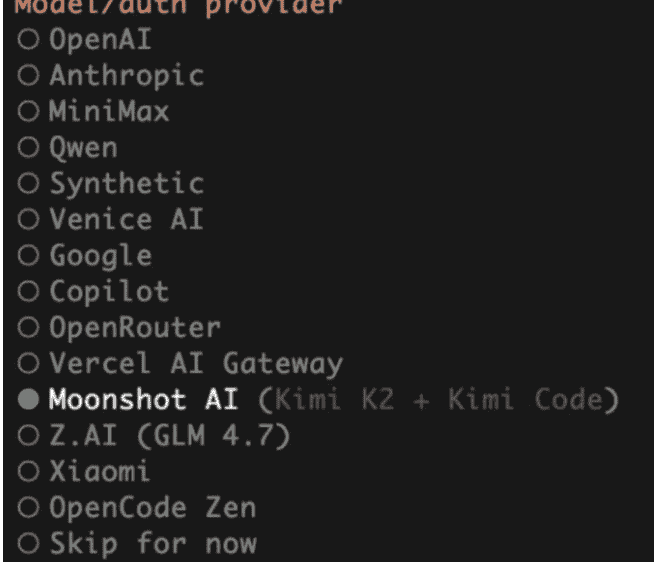 Model/auth provider
OpenAI
Anthropic
MiniMax
Qwen
Synthetic
Venice AI
Google
Copilot
OpenRouter
Vercel AI Gateway
Moonshot AI (Kimi K2 + Kimi Code)
Z.AI (GLM 4.7)
Xiaomi
OpenCode Zen
Skip for now